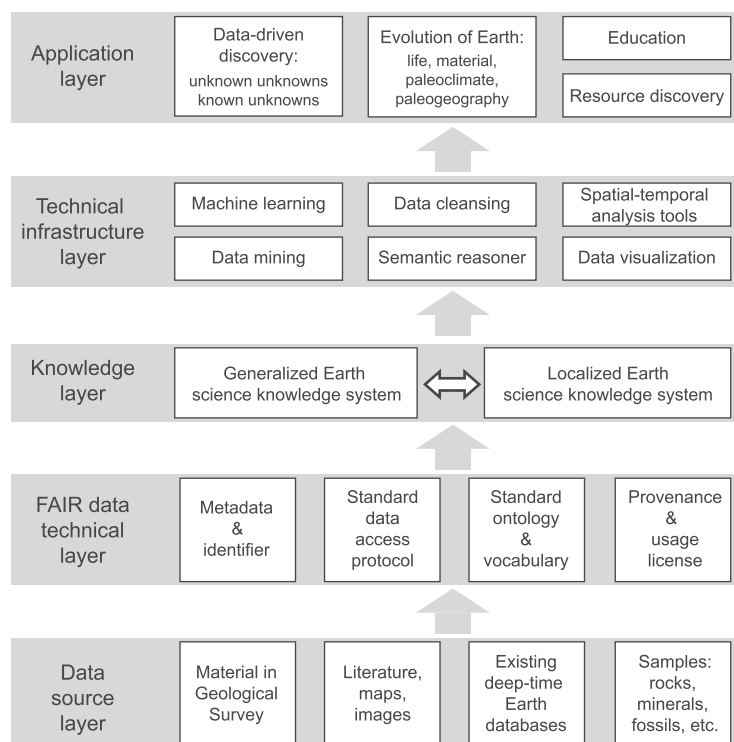 Application
layer
Data-driven
discovery:
unknown unknowns
known unknowns
Evolution of Earth:
life, material,
paleoclimate,
paleogeography
Education
Resource discovery
Technical
infrastructure
layer
Machine learning
Data cleansing
Spatial-temporal
analysis tools
Data mining
Semantic reasoner
Data visualization
Knowledge
layer
Generalized Earth
science knowledge system
Localized Earth
science knowledge system
FAIR data
technical
layer
Metadata
&
identifier
Standard
data
access
protocol
Standard
ontology
&
vocabulary
Provenance
&
usage
license
Data
source
layer
Material in
Geological
Survey
Literature,
maps,
images
Existing
deep-time
Earth
databases
Samples:
rocks,
minerals,
fossils, etc.